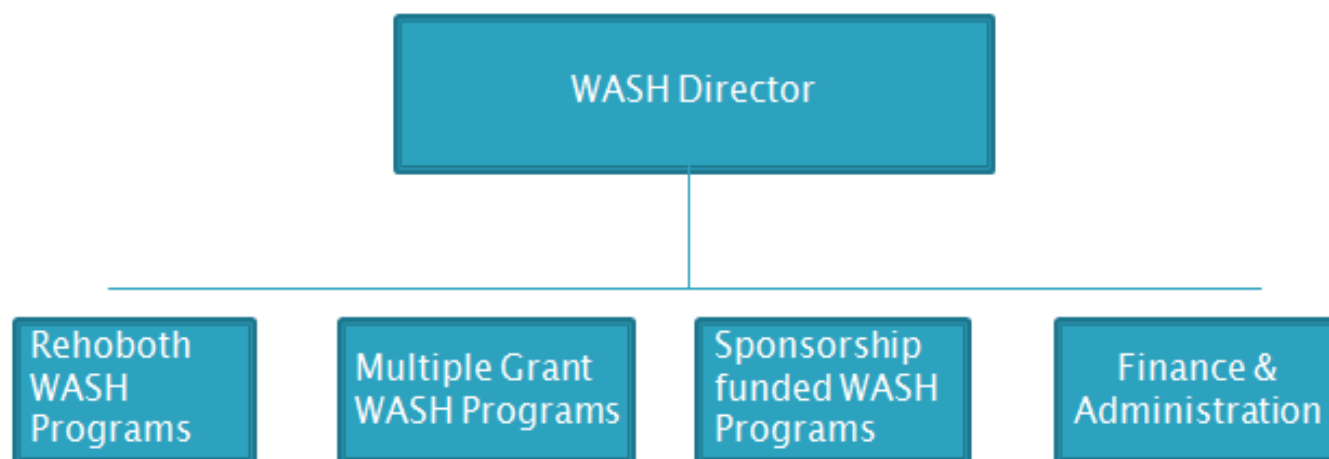 WASH Director
Rehoboth
WASH
Programs
Multiple Grant
WASH Programs
Sponsorship
funded WASH
Programs
Finance &
Administration